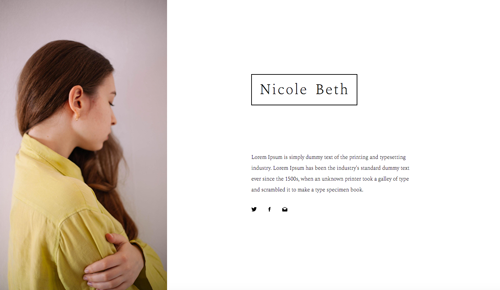 Nicole Beth
Lorem Ipsum is simply dummy text of the printing and typesetting
industry. Lorem Ipsum has been the industry's standard dummy text
ever since the 1500s, when an unknown printer took a galley of type
and scrambled it to make a type specimen book.